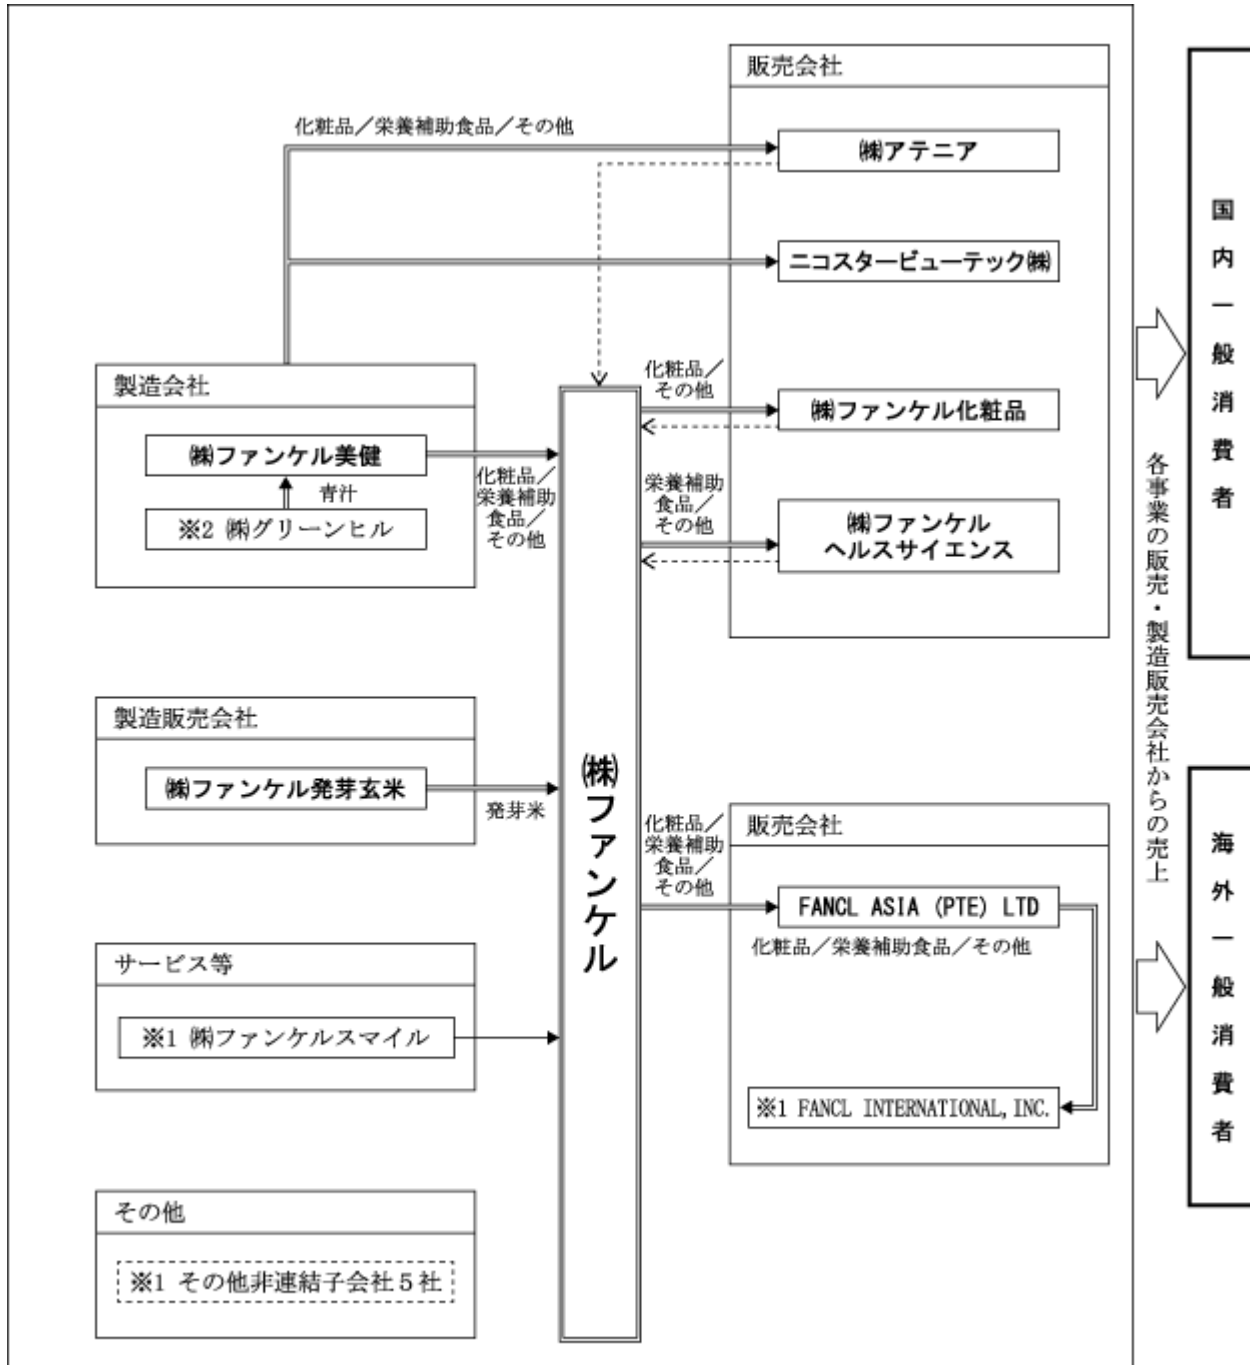 販売会社
化粧品／栄養補助食品／その他
㈱アテニア
ニコスタービューテック㈱
製造会社
㈱ファンケル美健
青汁
※2 ㈱グリーンヒル
化粧品／
栄養補助
食品／
その他
化粧品／
その他
㈱ファンケル化粧品
栄養補助
食品／
その他
㈱ファンケル
ヘルスサイエンス
製造販売会社
㈱ファンケル発芽玄米
発芽米
㈱ファンケル
化粧品／
栄養補助
食品／
その他
販売会社
FANCL ASIA (PTE) LTD
化粧品／栄養補助食品／その他
※1 FANCL INTERNATIONAL,INC.
サービス等
※1 ㈱ファンケルスマイル
その他
※1 その他非連結子会社５社
各事業の販売・製造販売会社からの売上
国内一般消費者
海外一般消費者